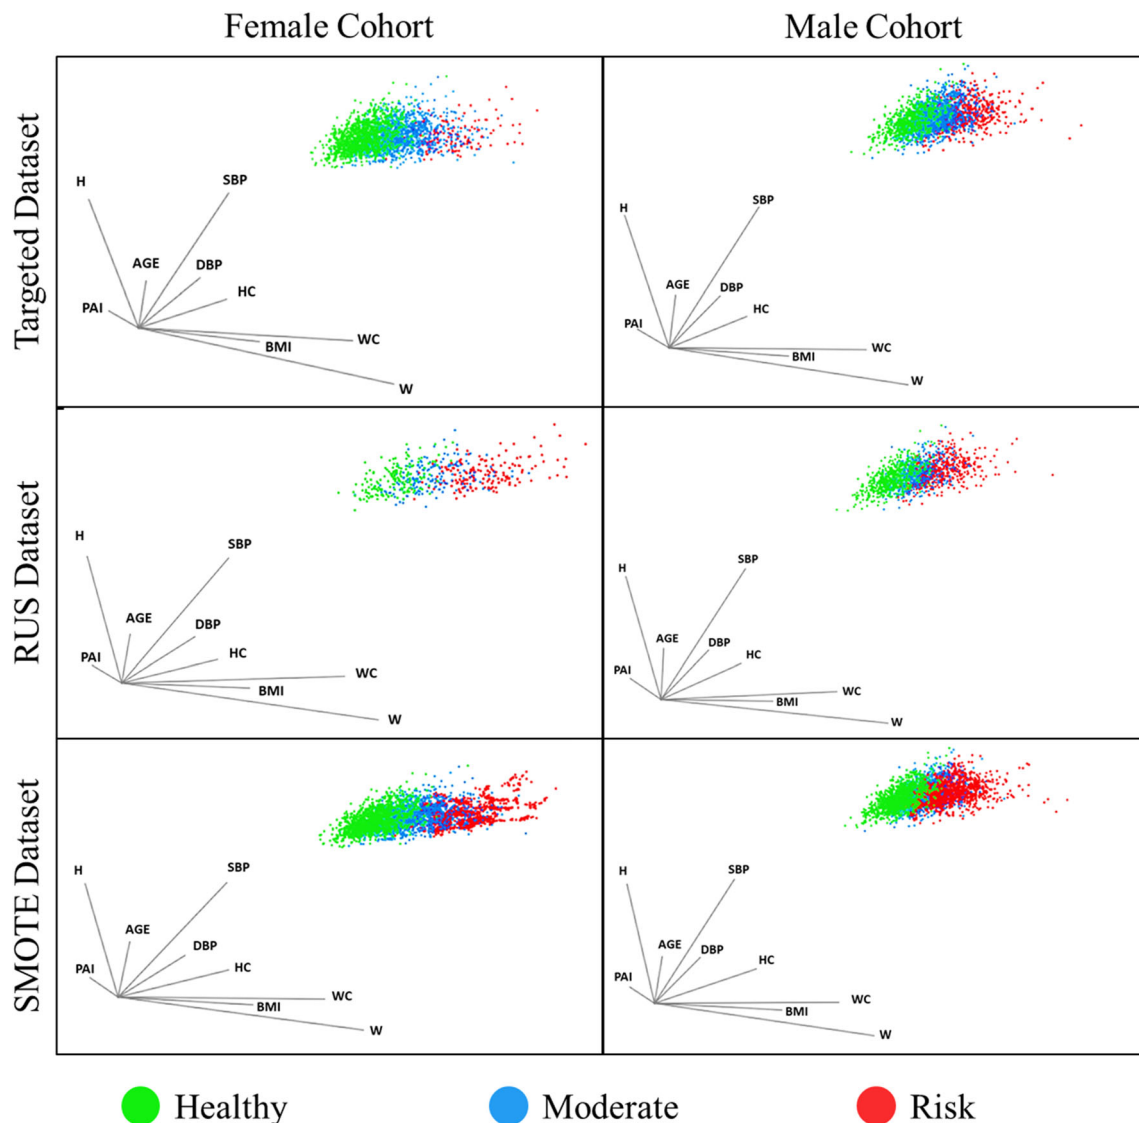 Female Cohort
Male Cohort
Targeted Dataset
H
SBP
AGE
DBP
HC
PAI
WC
BMI
W
H
SBP
AGE
DBP
HC
PAI
WC
BMI
W
RUS Dataset
H
SBP
AGE
DBP
HC
PAI
WC
BMI
W
H
SBP
AGE
DBP
HC
PAI
WC
BMI
W
SMOTE Dataset
H
SBP
AGE
DBP
HC
PAI
WC
BMI
W
H
SBP
AGE
DBP
HC
PAI
WC
BMI
W
Healthy
Moderate
Risk